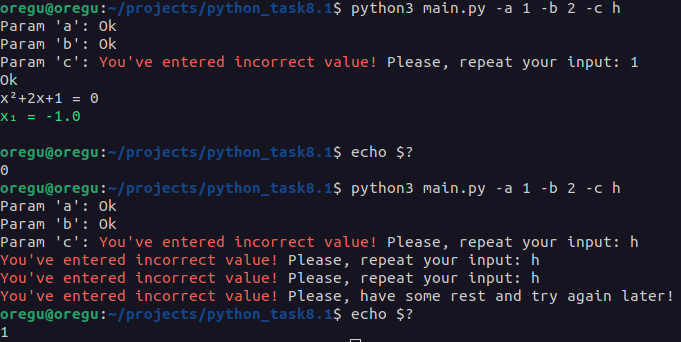 oregu@oregu:~/projects/python_task8.1$ python3 main.py -a 1 -b 2 -c h
Param 'a': Ok
Param 'b': Ok
Param 'c': You've entered incorrect value! Please, repeat your input: 1
Ok
x²+2x+1 = 0
x₁ = -1.0
oregu@oregu:~/projects/python_task8.1$ echo $?
0
oregu@oregu:~/projects/python_task8.1$ python3 main.py -a 1 -b 2 -c h
Param 'a': Ok
Param 'b': Ok
Param 'c': You've entered incorrect value! Please, repeat your input: h
You've entered incorrect value! Please, repeat your input: h
You've entered incorrect value! Please, repeat your input: h
You've entered incorrect value! Please, have some rest and try again later!
oregu@oregu:~/projects/python_task8.1$ echo $?
1